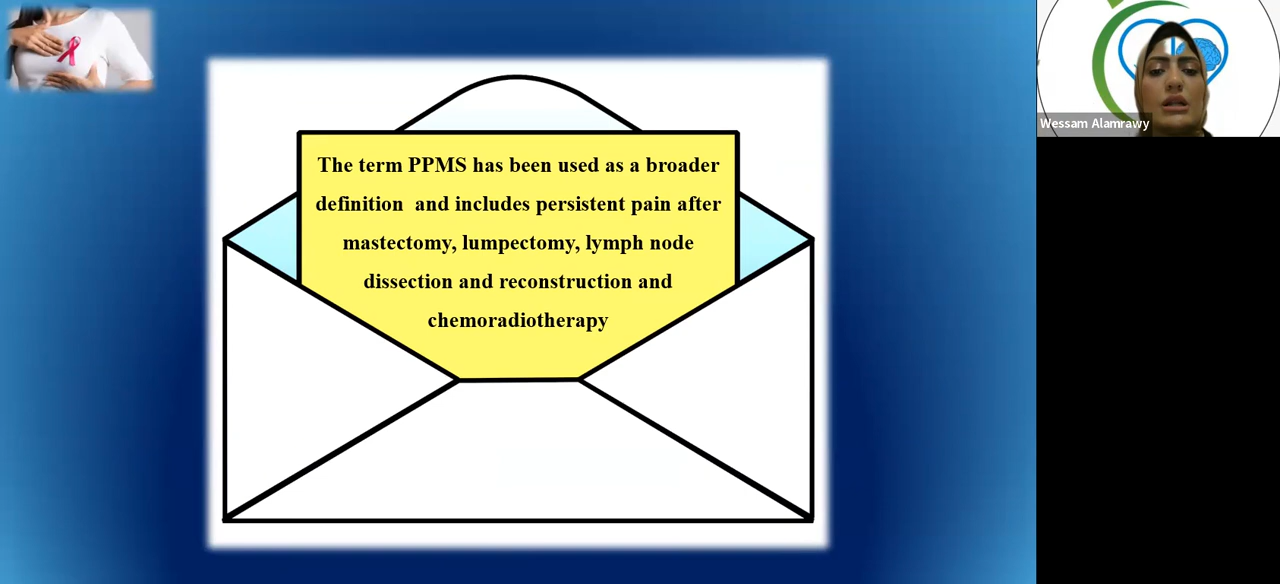 The term PPMS has been used as a broader
definition and includes persistent pain after
mastectomy, lumpectomy, lymph node
dissection and reconstruction and
chemoradiotherapy
Wessam Alamrawy